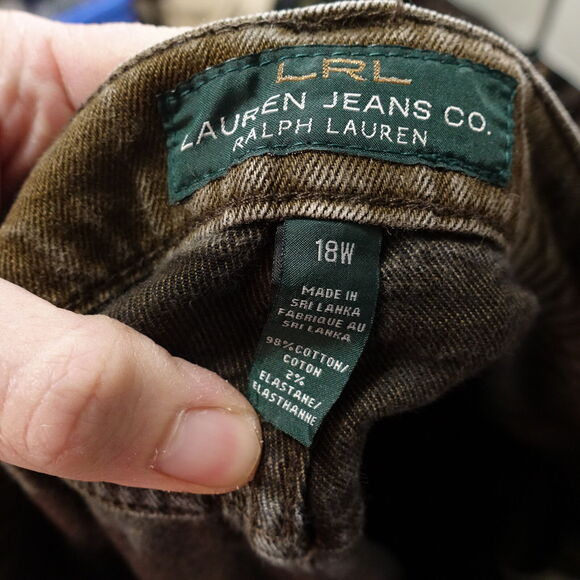 LRL
LAUREN JEANS CO.
RALPH LAUREN
18W
MADE IN
SRI LANKA
FABRIQUE AU
SRI LANKA
98%COTTON/
COTON
2%
ELASTANE/
ELASTHANNE